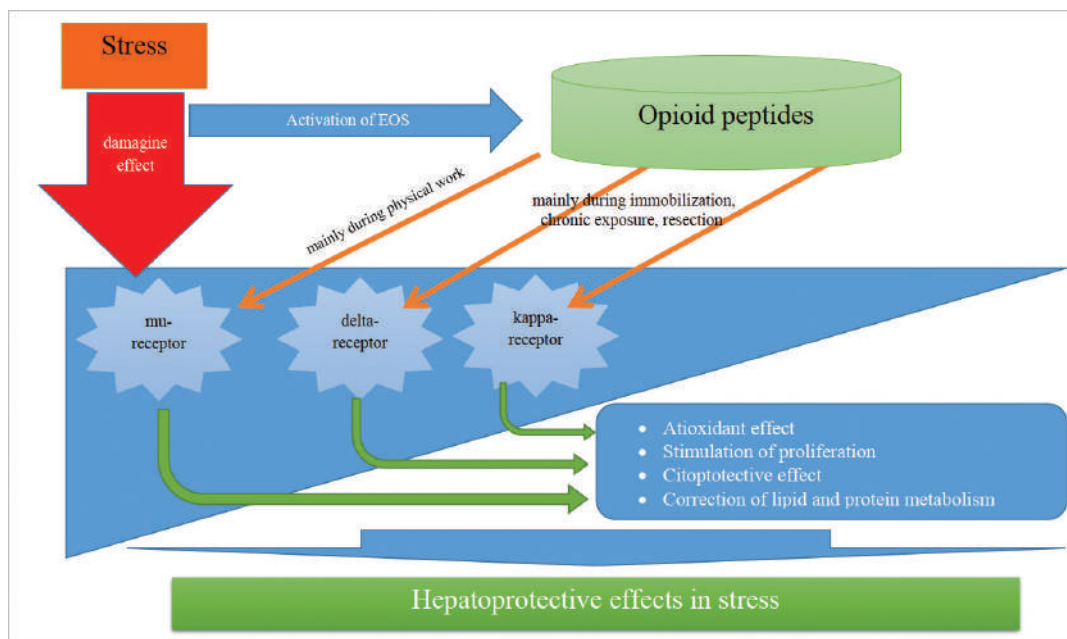 Stress
damagine
effect
Activation of EOS
Opioid peptides
mainly during physical work
mainly during immobilization,
chronic exposure, resection
mu-
receptor
delta-
receptor
kappa-
receptor
• Atioxidant effect
• Stimulation of proliferation
• Citoptotective effect
• Correction of lipid and protein metabolism
Hepatoprotective effects in stress